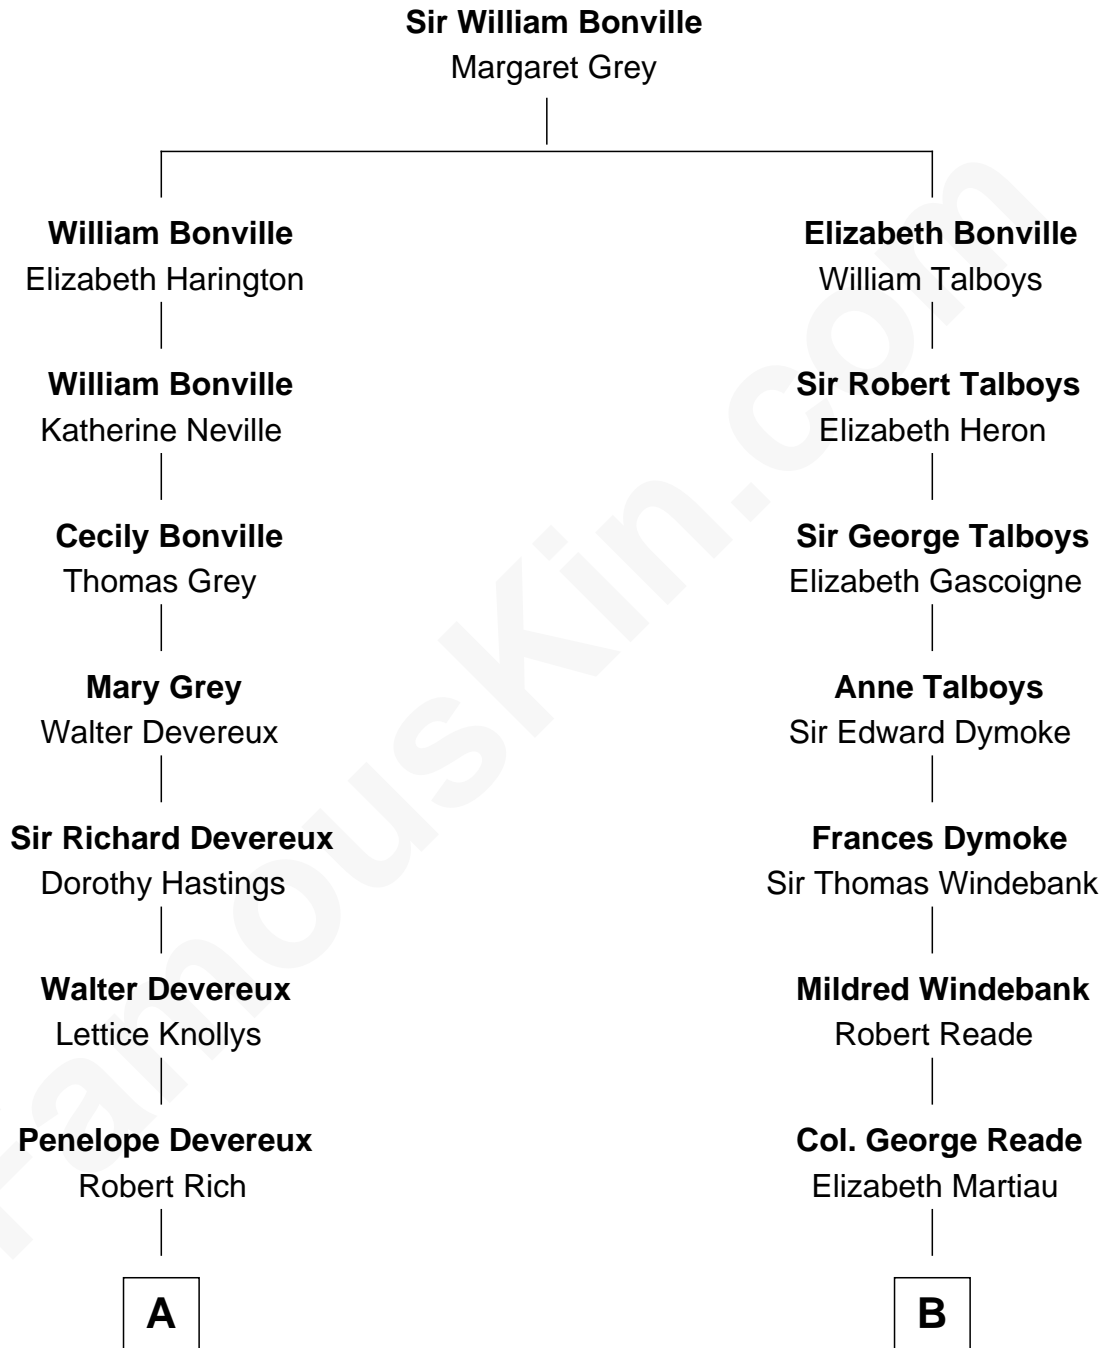 Sir William Bonville
Margaret Grey
William Bonville
Elizabeth Harington
William Bonville
Katherine Neville
Cecily Bonville
Thomas Grey
Mary Grey
Walter Devereux
Sir Richard Devereux
Dorothy Hastings
Walter Devereux
Lettice Knollys
Penelope Devereux
Robert Rich
A
Elizabeth Bonville
William Talboys
Sir Robert Talboys
Elizabeth Heron
Sir George Talboys
Elizabeth Gascoigne
Anne Talboys
Sir Edward Dymoke
Frances Dymoke
Sir Thomas Windebank
Mildred Windebank
Robert Reade
Col. George Reade
Elizabeth Martiau
B
FamousKin.com